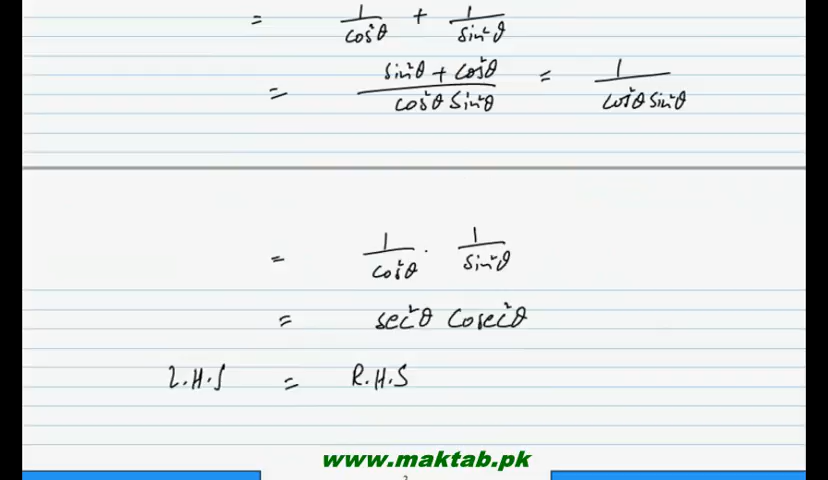 = 1/cos²θ + 1/sin²θ
= sin²θ + cos²θ / cos²θ sin²θ = 1 / cos²θ sin²θ
= 1/cos²θ · 1/sin²θ
= sec²θ cosec²θ
L.H.S = R.H.S
www.maktab.pk